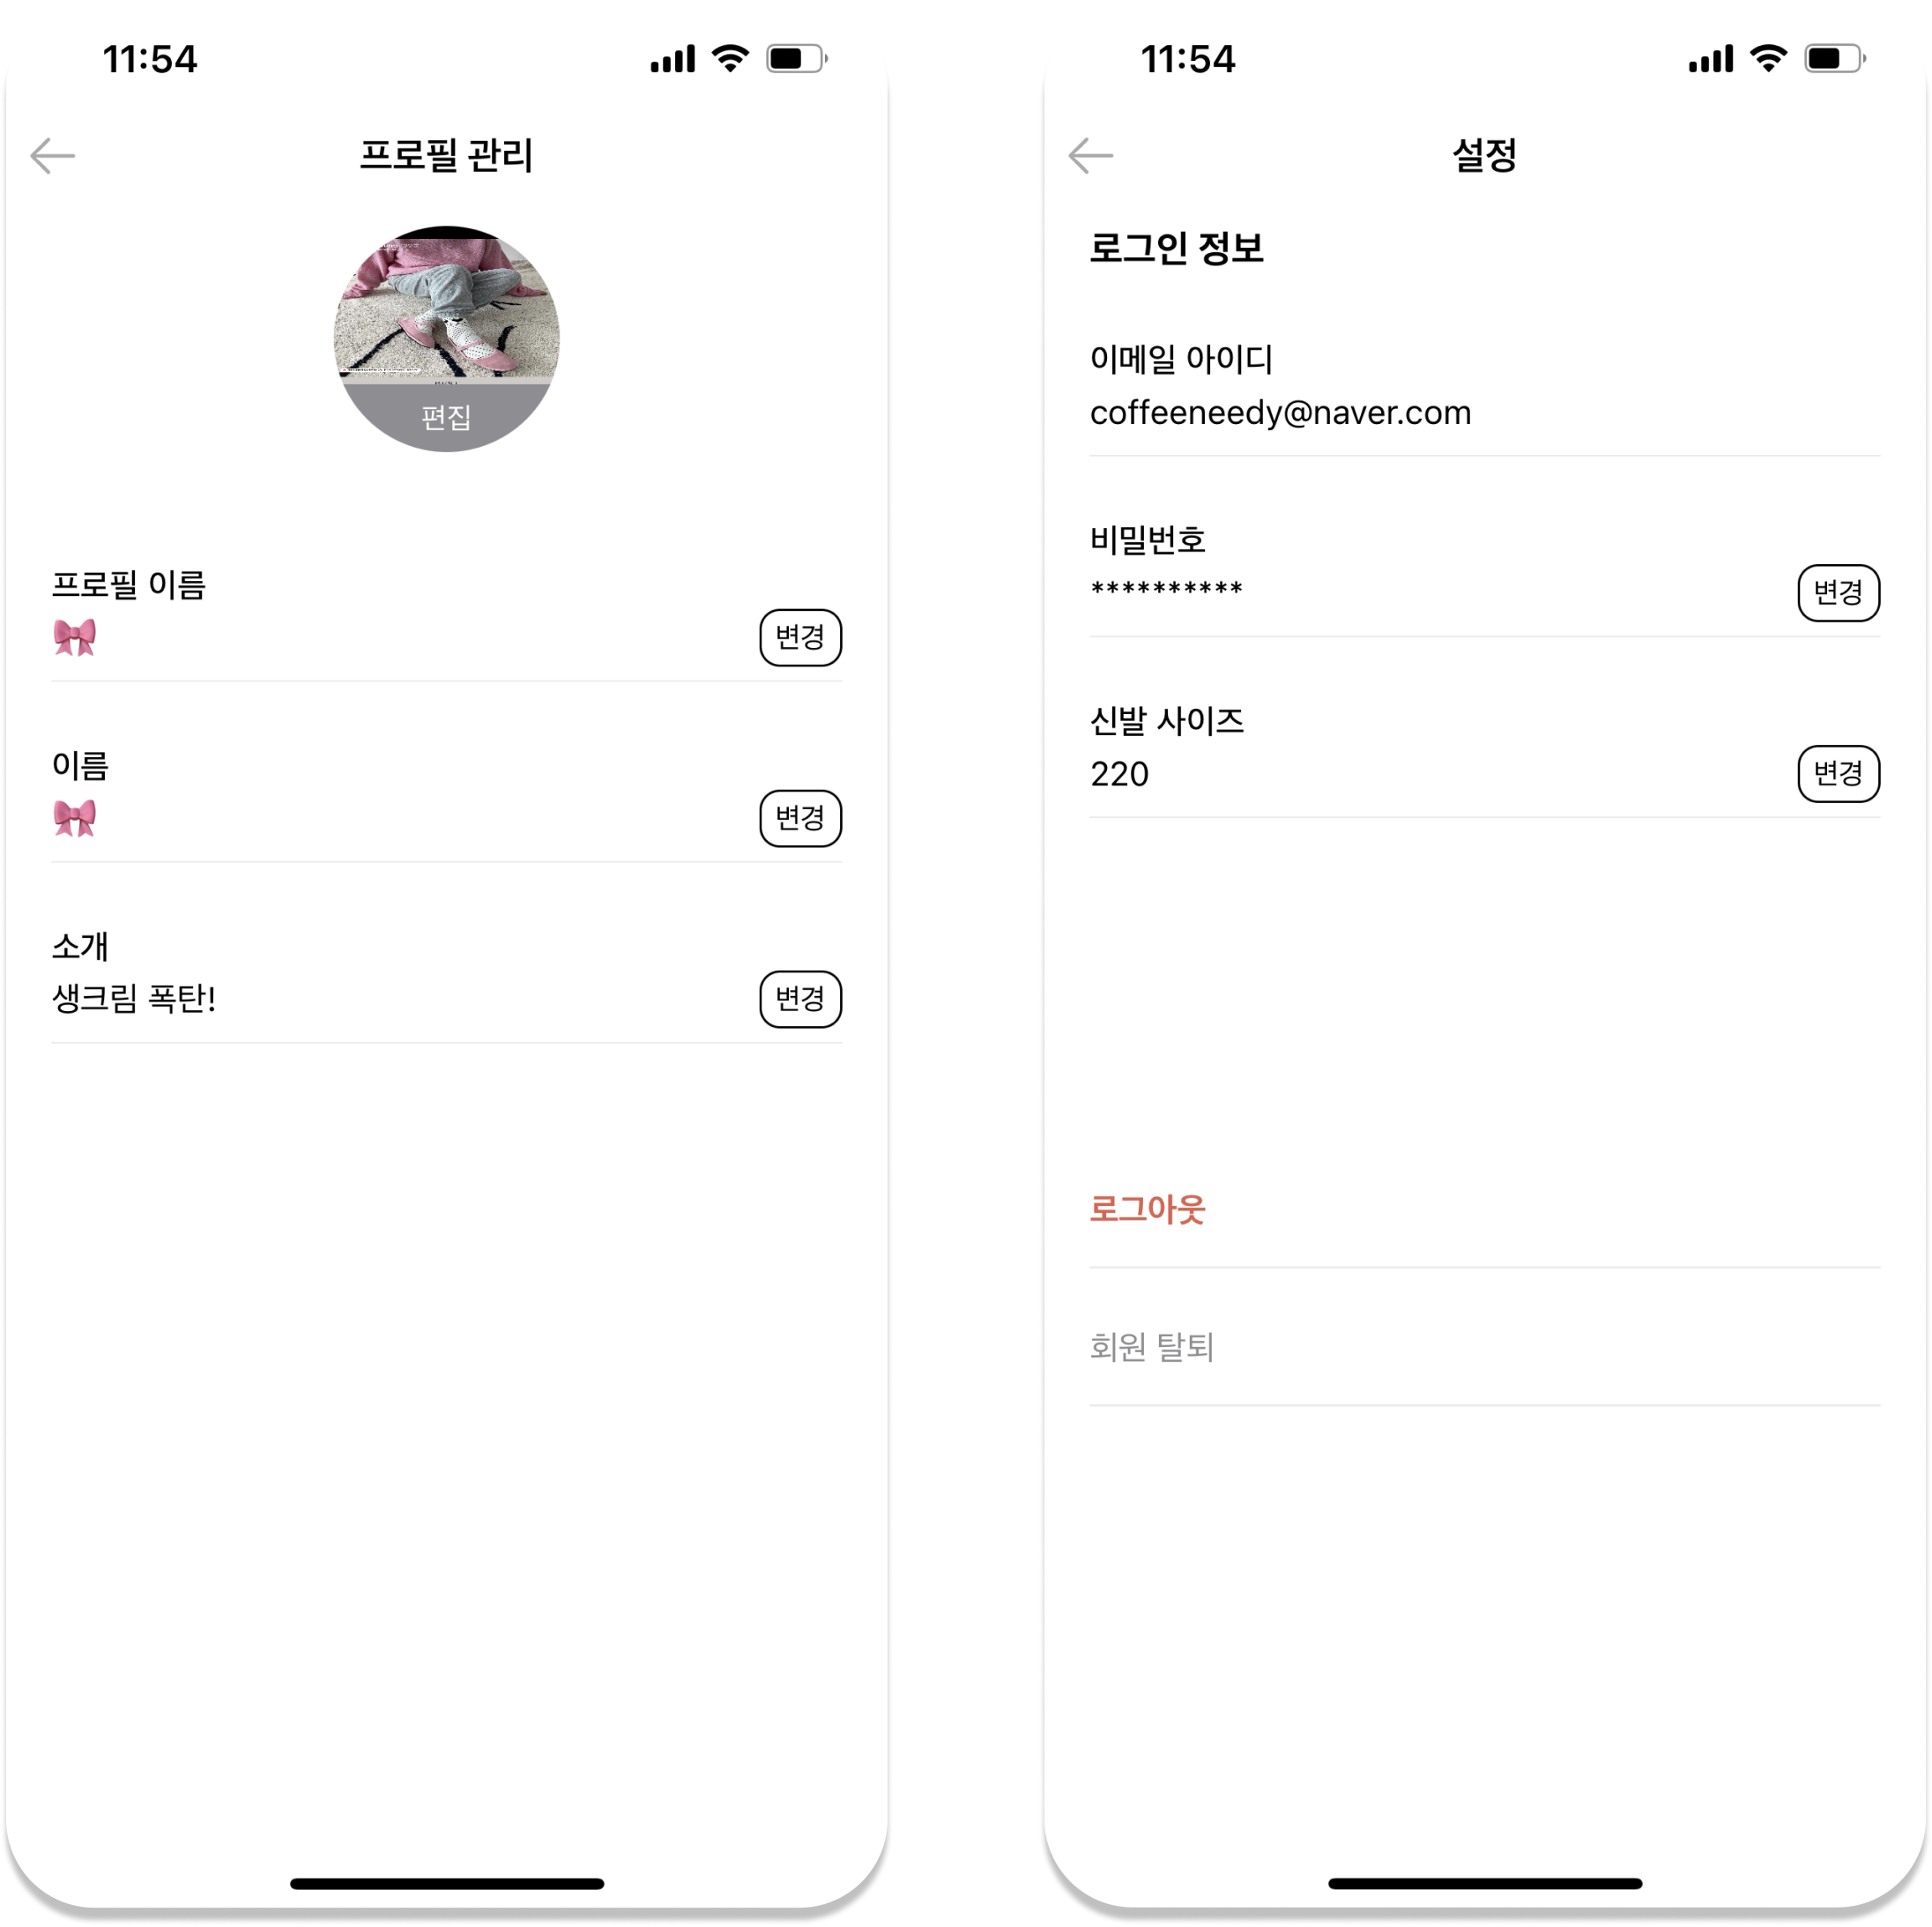 11:54
프로필 관리
편집
프로필 이름
🎀
변경
이름
🎀
변경
소개
생크림 폭탄!
변경
11:54
설정
로그인 정보
이메일 아이디
coffeeneedy@naver.com
비밀번호
**********
변경
신발 사이즈
220
변경
로그아웃
회원 탈퇴